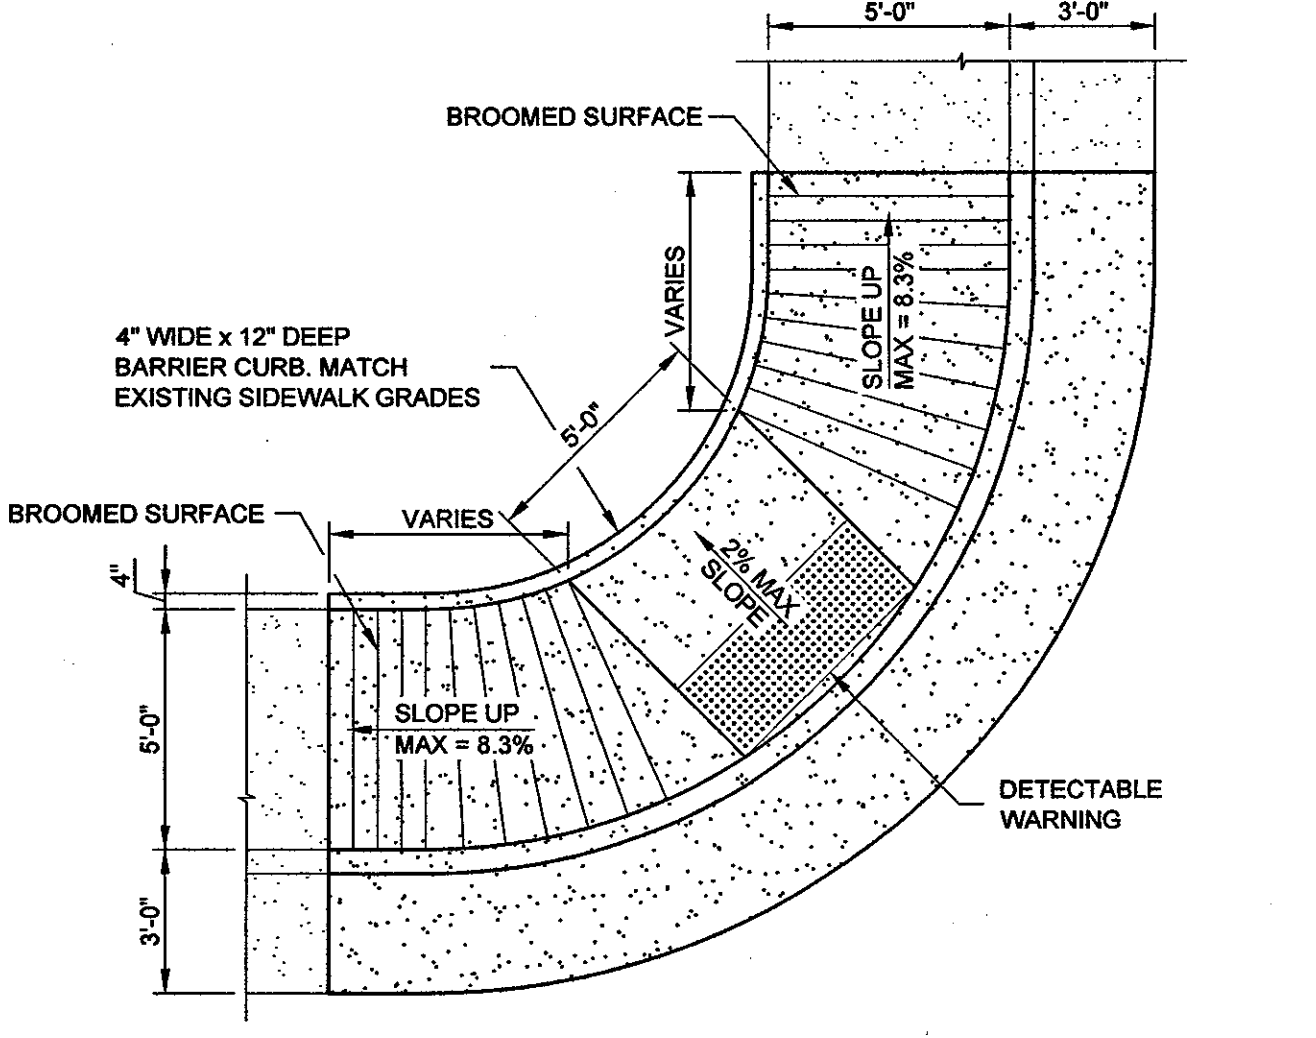 5'-0"
3'-0"
BROOMED SURFACE
VARIES
SLOPE UP
MAX = 8.3%
4" WIDE x 12" DEEP
BARRIER CURB. MATCH
EXISTING SIDEWALK GRADES
5'-0"
BROOMED SURFACE
VARIES
4"
2% MAX
SLOPE
5'-0"
SLOPE UP
MAX = 8.3%
DETECTABLE
WARNING
3'-0"